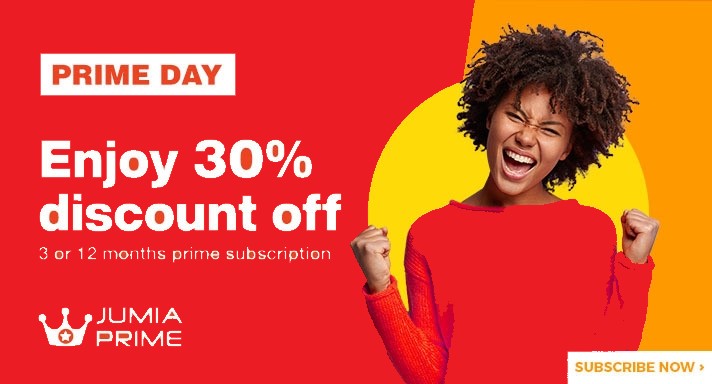 PRIME DAY
Enjoy 30%
discount off
3 or 12 months prime subscription
JUMIA
PRIME
SUBSCRIBE NOW ›